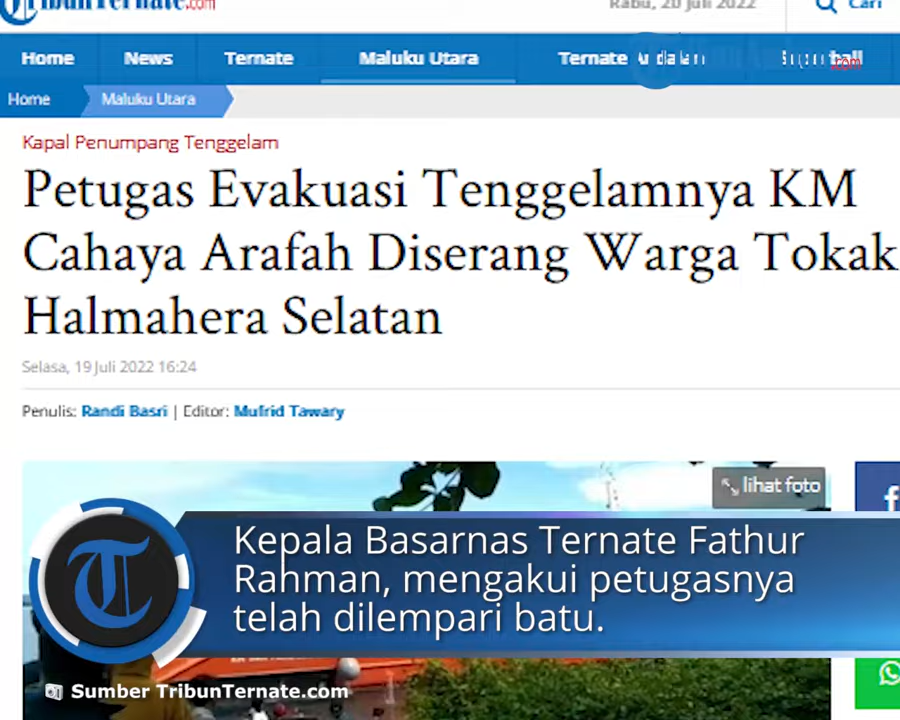 TribunTernate.com
Rabu, 20 Juli 2022
Cari
Home News Ternate Maluku Utara Ternate
Home Maluku Utara
Kapal Penumpang Tenggelam
Petugas Evakuasi Tenggelamnya KM
Cahaya Arafah Diserang Warga Tokak
Halmahera Selatan
Selasa, 19 Juli 2022 16:24
Penulis: Randi Basri | Editor: Mufrid Tawary
lihat foto
f
T
Kepala Basarnas Ternate Fathur
Rahman, mengakui petugasnya
telah dilempari batu.
Sumber TribunTernate.com